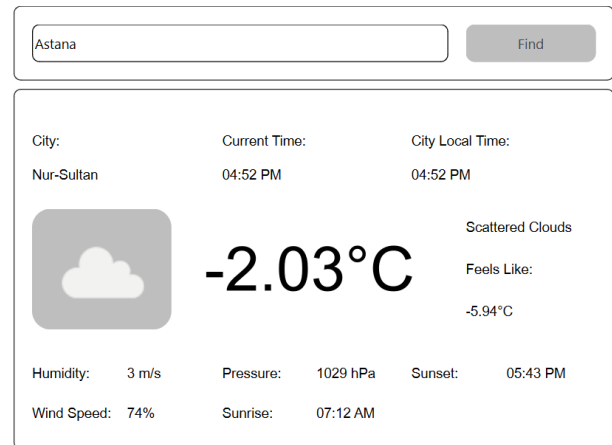 Astana Find
City: Current Time: City Local Time:
Nur-Sultan 04:52 PM 04:52 PM
Scattered Clouds
-2.03°C
Feels Like:
-5.94°C
Humidity: 3 m/s Pressure: 1029 hPa Sunset: 05:43 PM
Wind Speed: 74% Sunrise: 07:12 AM